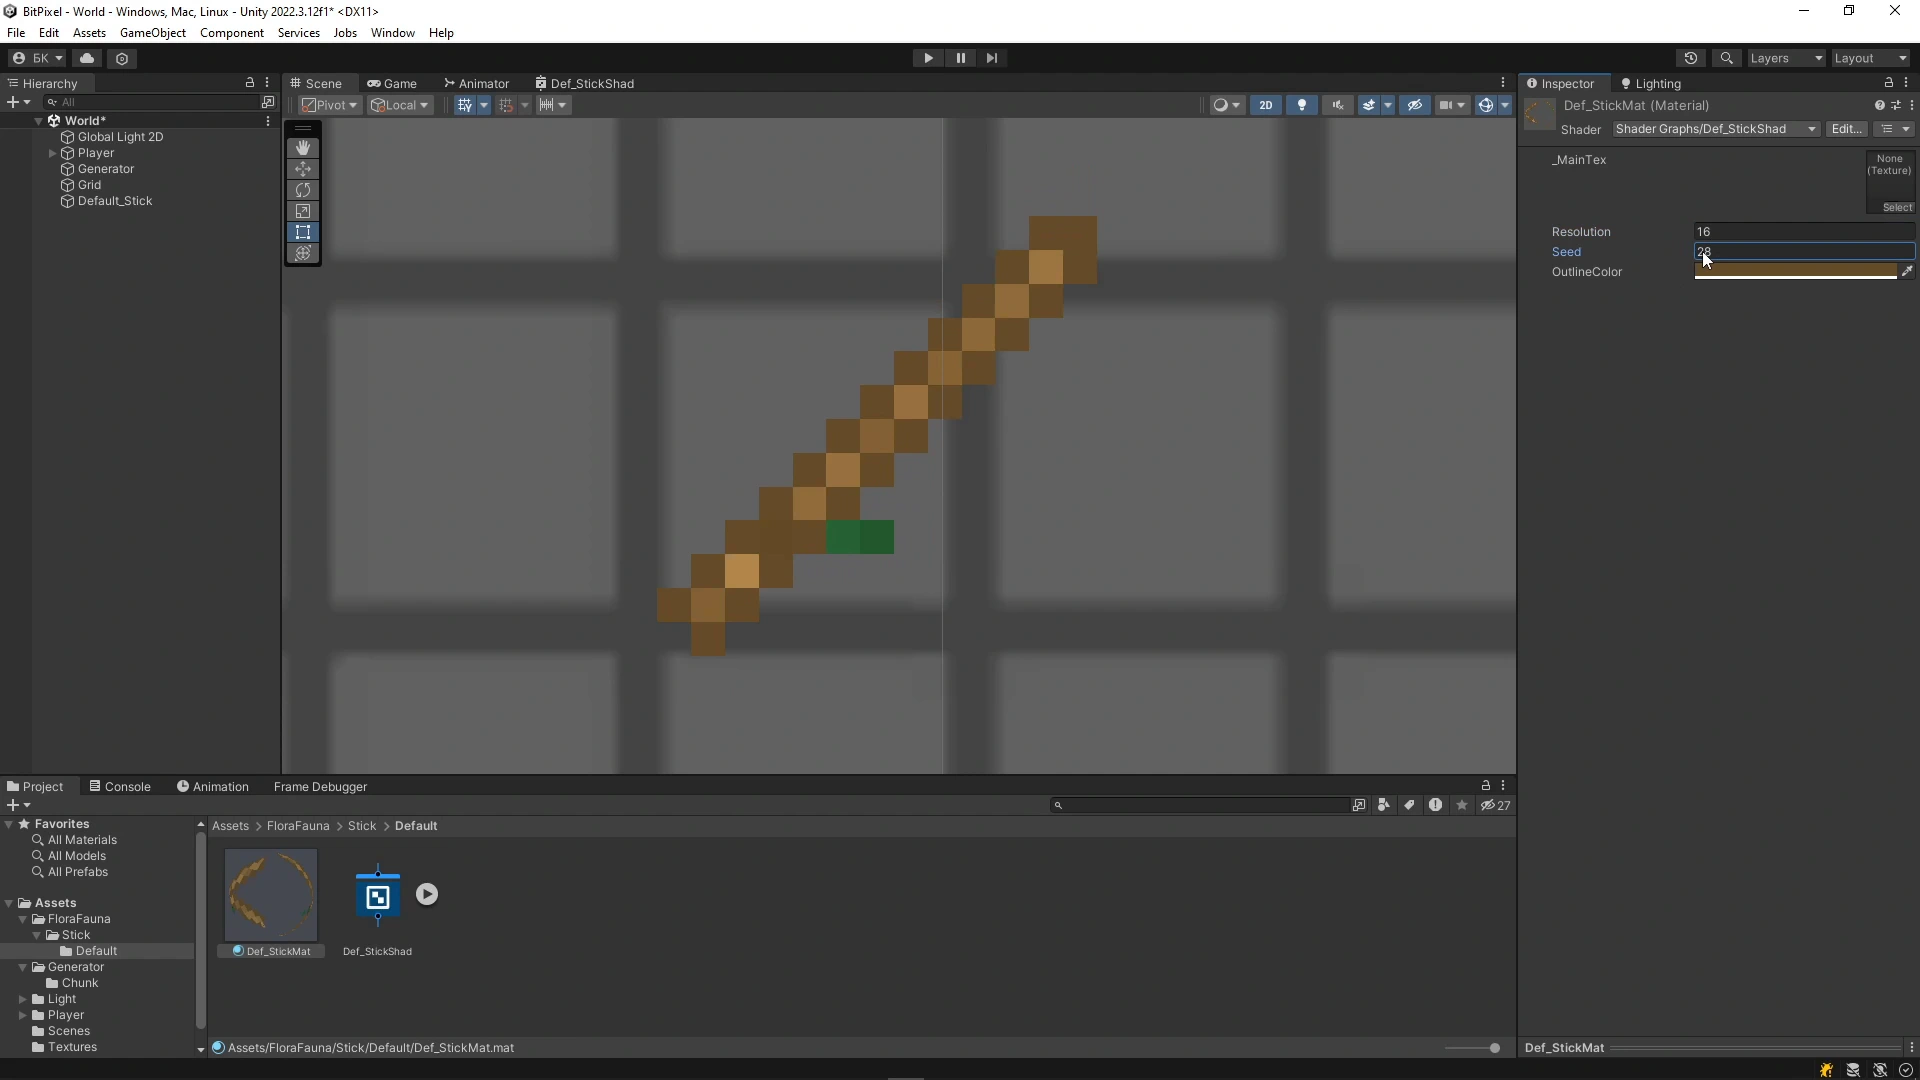 BitPixel - World - Windows, Mac, Linux - Unity 2022.3.12f1* <DX11>
File Edit Assets GameObject Component Services Jobs Window Help
БК
Layers
Layout
Hierarchy
Scene
Game
Animator
Def_StickShad
Inspector
Lighting
All
Pivot
Local
2D
Def_StickMat (Material)
Shader
Shader Graphs/Def_StickShad
Edit...
World*
Global Light 2D
Player
Generator
Grid
Default_Stick
_MainTex
None
(Texture)
Select
Resolution
16
Seed
28
OutlineColor
Project
Console
Animation
Frame Debugger
27
Favorites
All Materials
All Models
All Prefabs
Assets
FloraFauna
Stick
Default
Generator
Chunk
Light
Player
Scenes
Textures
Assets > FloraFauna > Stick > Default
Def_StickMat
Def_StickShad
Assets/FloraFauna/Stick/Default/Def_StickMat.mat
Def_StickMat